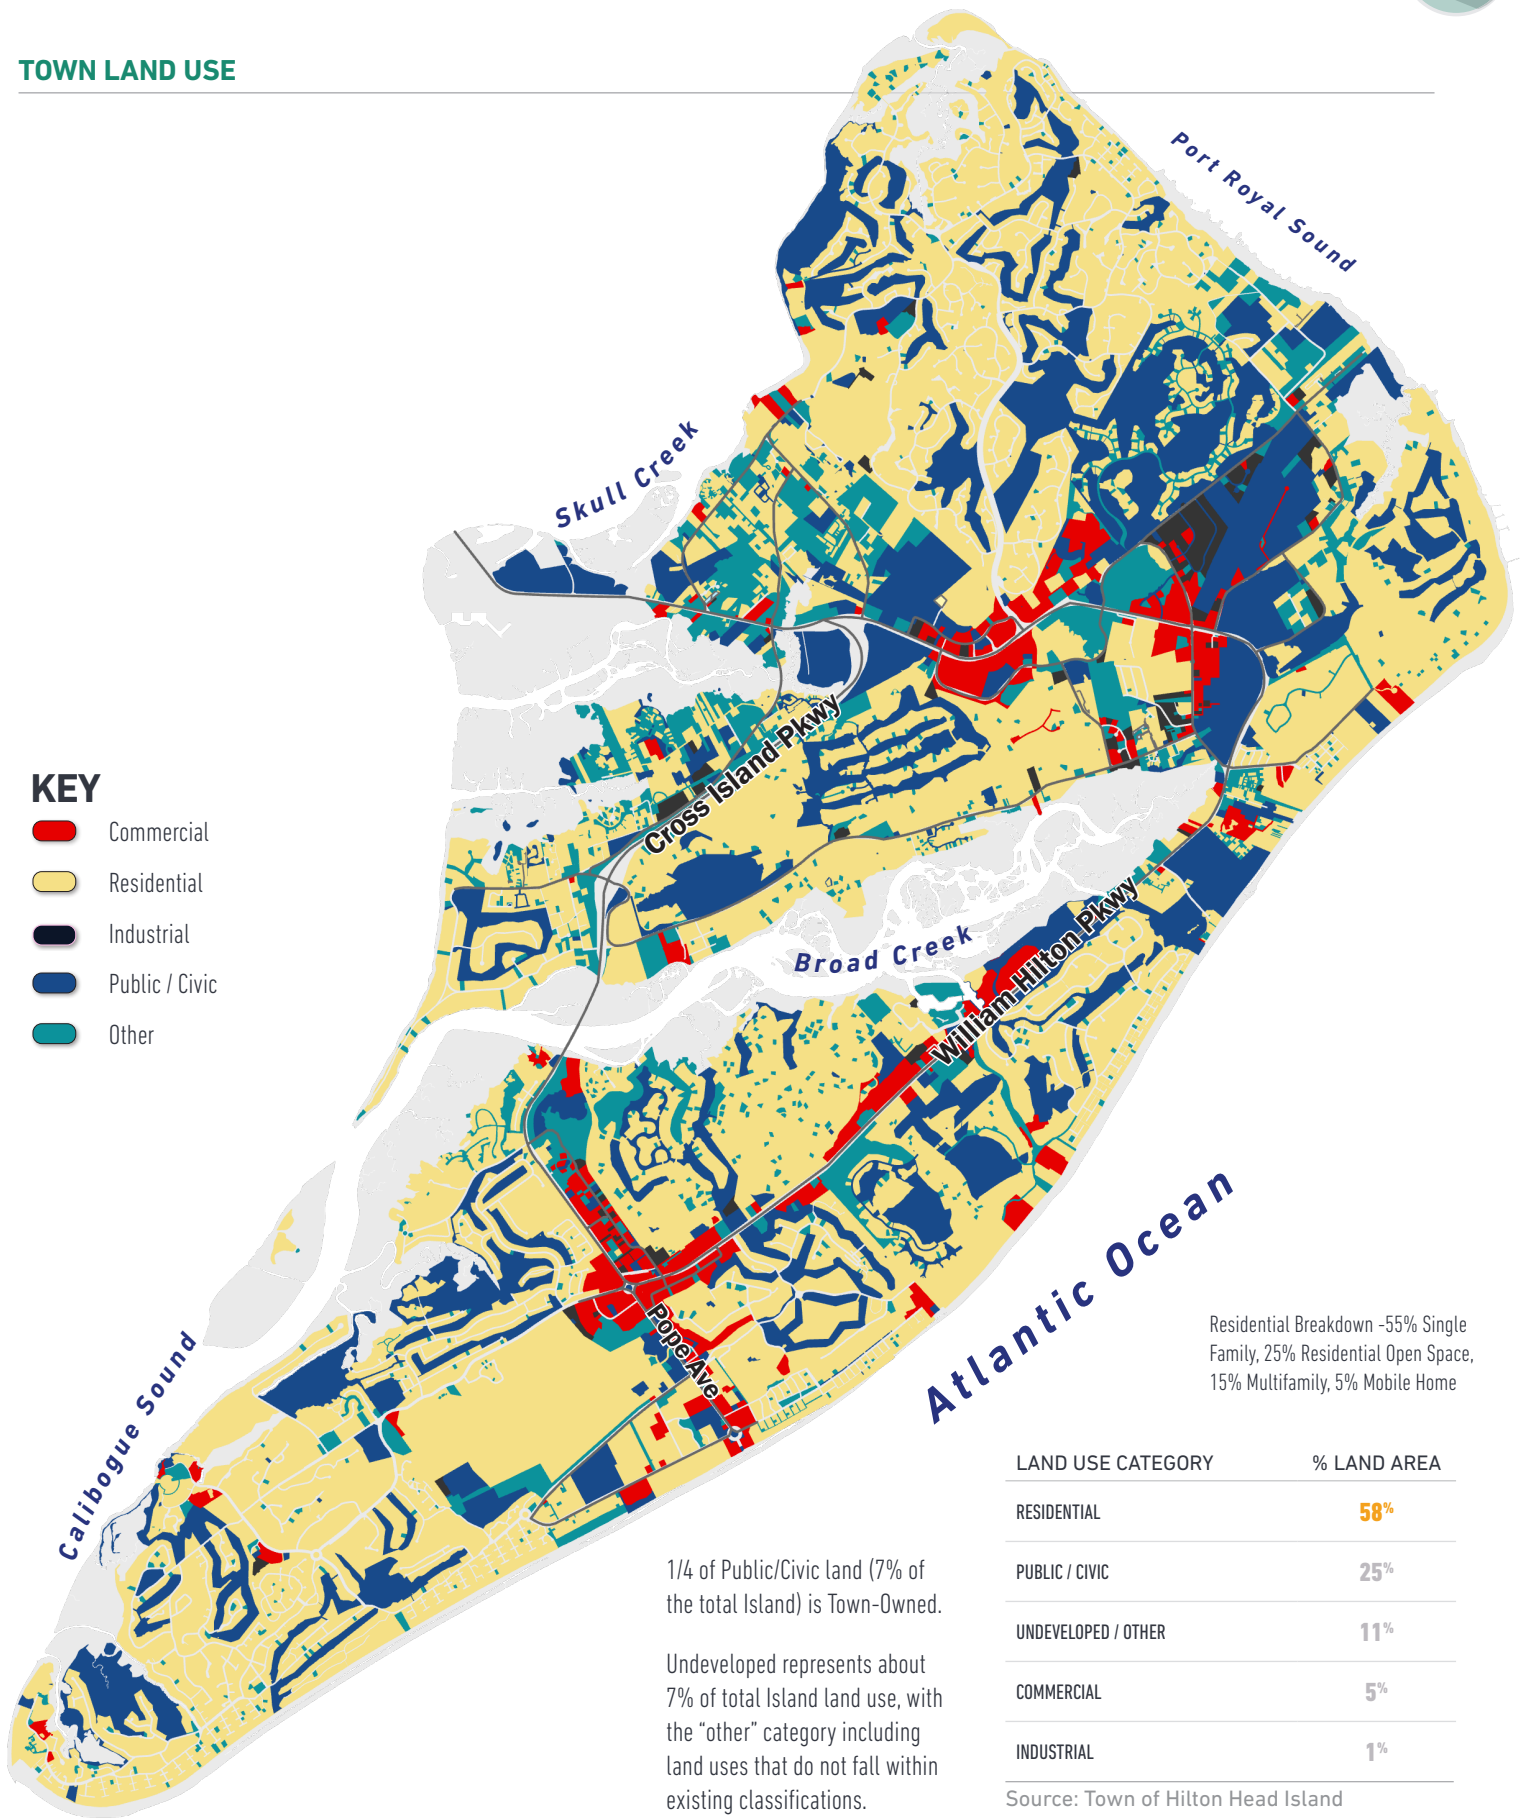 TOWN LAND USE
Port Royal Sound
Skull Creek
Cross Island Pkwy
KEY
Commercial
Residential
Industrial
Public / Civic
Other
Broad Creek
William Hilton Pkwy
Atlantic Ocean
Pope Ave
Calibogue Sound
Residential Breakdown -55% Single
Family, 25% Residential Open Space,
15% Multifamily, 5% Mobile Home
LAND USE CATEGORY % LAND AREA
RESIDENTIAL 58%
PUBLIC / CIVIC 25%
UNDEVELOPED / OTHER 11%
COMMERCIAL 5%
INDUSTRIAL 1%
Source: Town of Hilton Head Island
1/4 of Public/Civic land (7% of
the total Island) is Town-Owned.
Undeveloped represents about
7% of total Island land use, with
the “other” category including
land uses that do not fall within
existing classifications.